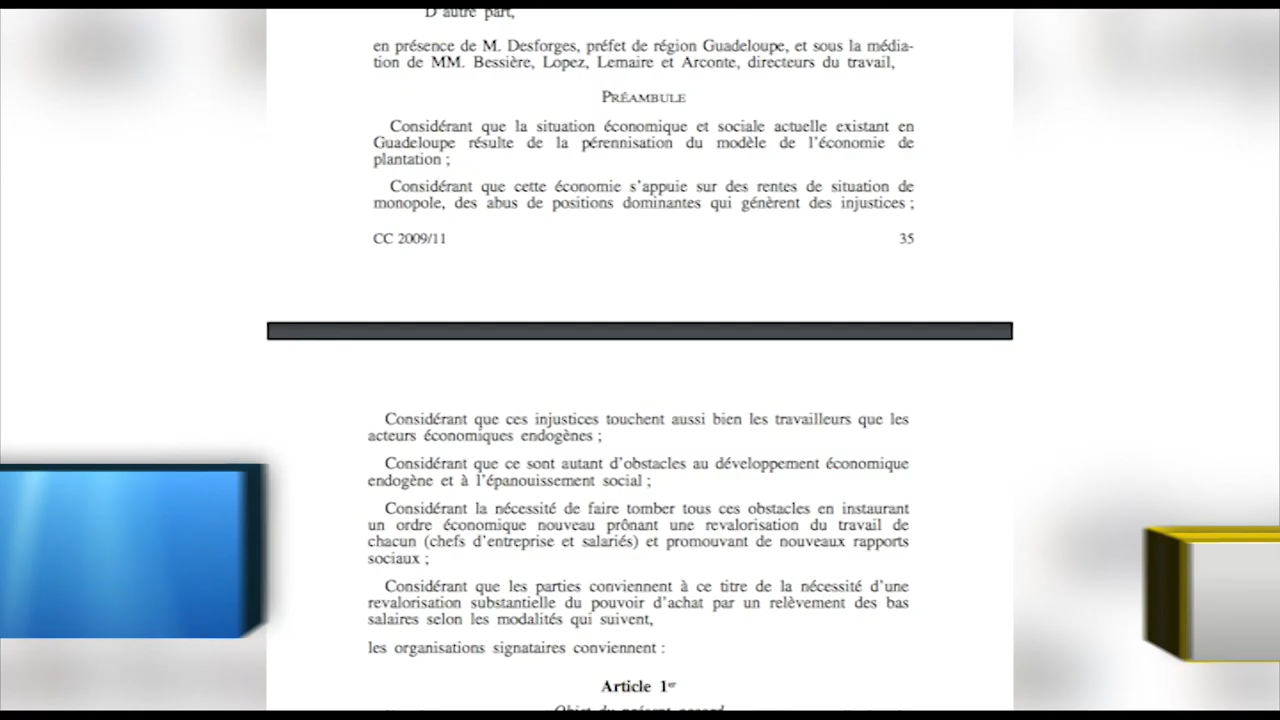 D'autre part,
en présence de M. Desforges, préfet de région Guadeloupe, et sous la média-
tion de MM. Bessière, Lopez, Lemaire et Arconte, directeurs du travail,
PRÉAMBULE
Considérant que la situation économique et sociale actuelle existant en
Guadeloupe résulte de la pérennisation du modèle de l'économie de
plantation ;
Considérant que cette économie s'appuie sur des rentes de situation de
monopole, des abus de positions dominantes qui génèrent des injustices ;
CC 2009/11 35
Considérant que ces injustices touchent aussi bien les travailleurs que les
acteurs économiques endogènes ;
Considérant que ce sont autant d'obstacles au développement économique
endogène et à l'épanouissement social ;
Considérant la nécessité de faire tomber tous ces obstacles en instaurant
un ordre économique nouveau prônant une revalorisation du travail de
chacun (chefs d'entreprise et salariés) et promouvant de nouveaux rapports
sociaux ;
Considérant que les parties conviennent à ce titre de la nécessité d'une
revalorisation substantielle du pouvoir d'achat par un relèvement des bas
salaires selon les modalités qui suivent,
les organisations signataires conviennent :
Article 1er
Objet du présent accord